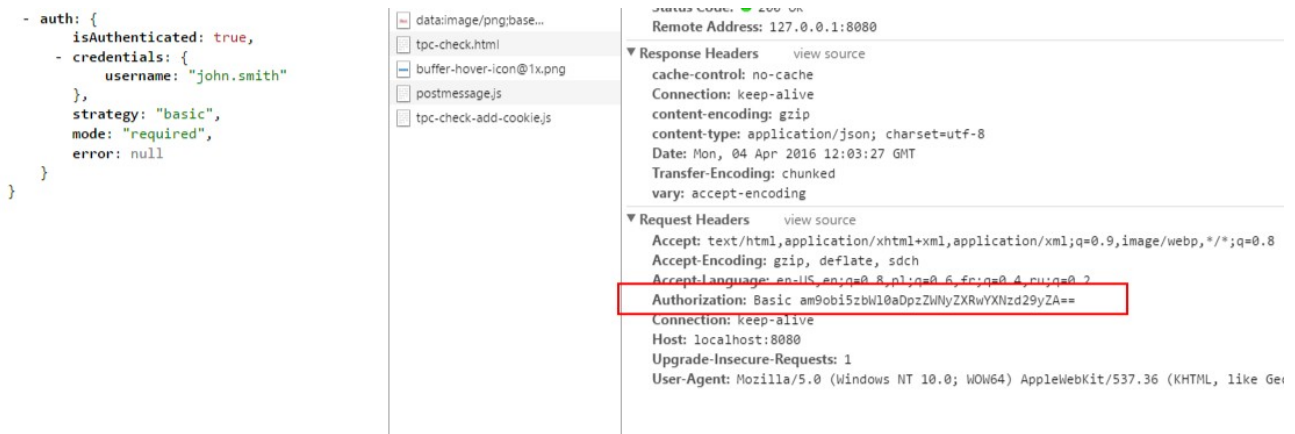 - auth: {
isAuthenticated: true,
- credentials: {
username: "john.smith"
},
strategy: "basic",
mode: "required",
error: null
}
}
data:image/png;base...
tpc-check.html
buffer-hover-icon@1x.png
postmessage.js
tpc-check-add-cookie.js
Status Code: 200 OK
Remote Address: 127.0.0.1:8080
Response Headers view source
cache-control: no-cache
Connection: keep-alive
content-encoding: gzip
content-type: application/json; charset=utf-8
Date: Mon, 04 Apr 2016 12:03:27 GMT
Transfer-Encoding: chunked
vary: accept-encoding
Request Headers view source
Accept: text/html,application/xhtml+xml,application/xml;q=0.9,image/webp,*/*;q=0.8
Accept-Encoding: gzip, deflate, sdch
Accept-Language: en-US,en;q=0.8,pl;q=0.6,fr;q=0.4,ru;q=0.2
Authorization: Basic am9obi5zbWl0aDpzZWNyZXRwYXNzd29yZA==
Connection: keep-alive
Host: localhost:8080
Upgrade-Insecure-Requests: 1
User-Agent: Mozilla/5.0 (Windows NT 10.0; WOW64) AppleWebKit/537.36 (KHTML, like Gec